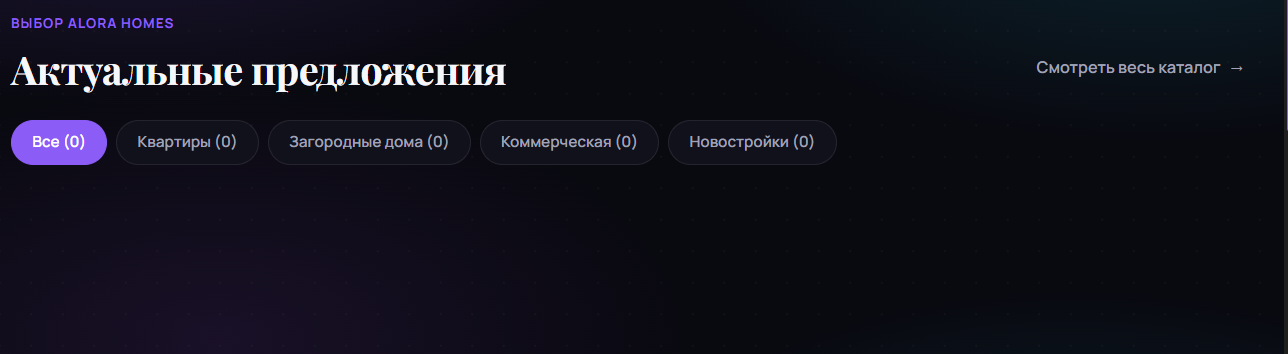 ВЫБОР ALORA HOMES
Актуальные предложения
Смотреть весь каталог →
Все (0) Квартиры (0) Загородные дома (0) Коммерческая (0) Новостройки (0)